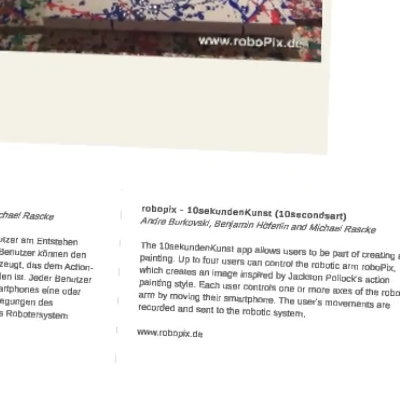 www.roboPix.de
chael Rascke
utzer am Entstehen
Benutzer können den
zeugt, das dem Action-
den ist. Jeder Benutzer
artphones eine oder
egungen des
s Robotersystem
robopix - 10sekundenKunst (10secondsart)
Andre Burkovski, Benjamin Höferlin and Michael Rascke
The 10sekundenKunst app allows users to be part of creating a
painting. Up to four users can control the robotic arm roboPix,
which creates an image inspired by Jackson Pollock's action
painting style. Each user controls one or more axes of the robo
arm by moving their smartphone. The user's movements are
recorded and sent to the robotic system.
www.robopix.de